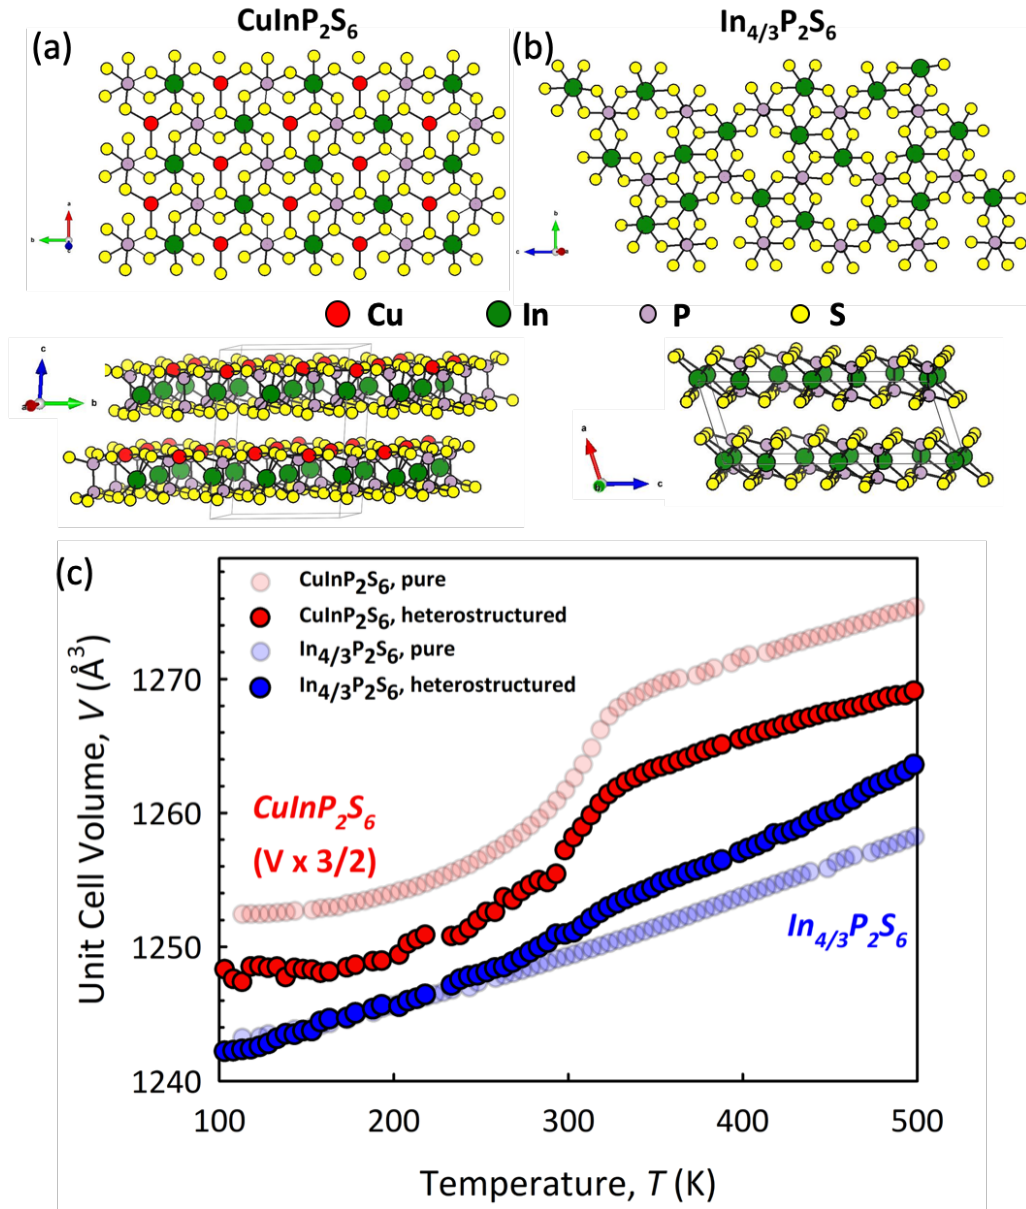 CuInP2S6
In4/3P2S6
(a)
(b)
a
b
c
b
c
a
Cu
In
P
S
c
b
a
a
b
c
(c)
CuInP2S6, pure
CuInP2S6, heterostructured
In4/3P2S6, pure
In4/3P2S6, heterostructured
Unit Cell Volume, V (Å3)
1270
1260
1250
1240
CuInP2S6
(V x 3/2)
In4/3P2S6
100
200
300
400
500
Temperature, T (K)